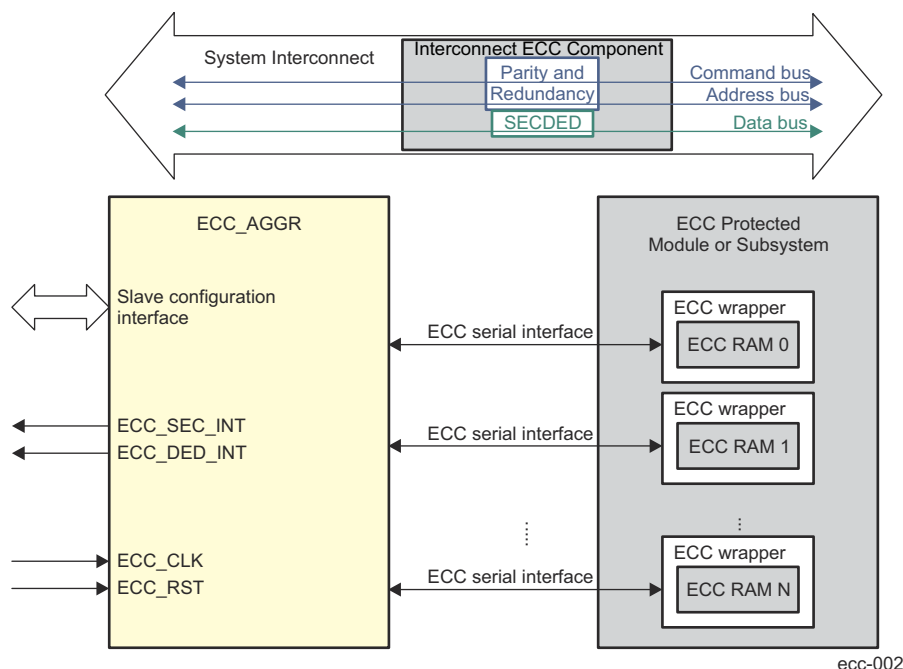 Interconnect ECC Component
System Interconnect
Parity and
Redundancy
Command bus
Address bus
SECDED
Data bus
ECC_AGGR
ECC Protected
Module or Subsystem
Slave configuration
interface
ECC serial interface
ECC wrapper
ECC RAM 0
ECC_SEC_INT
ECC_DED_INT
ECC serial interface
ECC wrapper
ECC RAM 1
ECC_CLK
ECC_RST
ECC serial interface
ECC wrapper
ECC RAM N
ecc-002